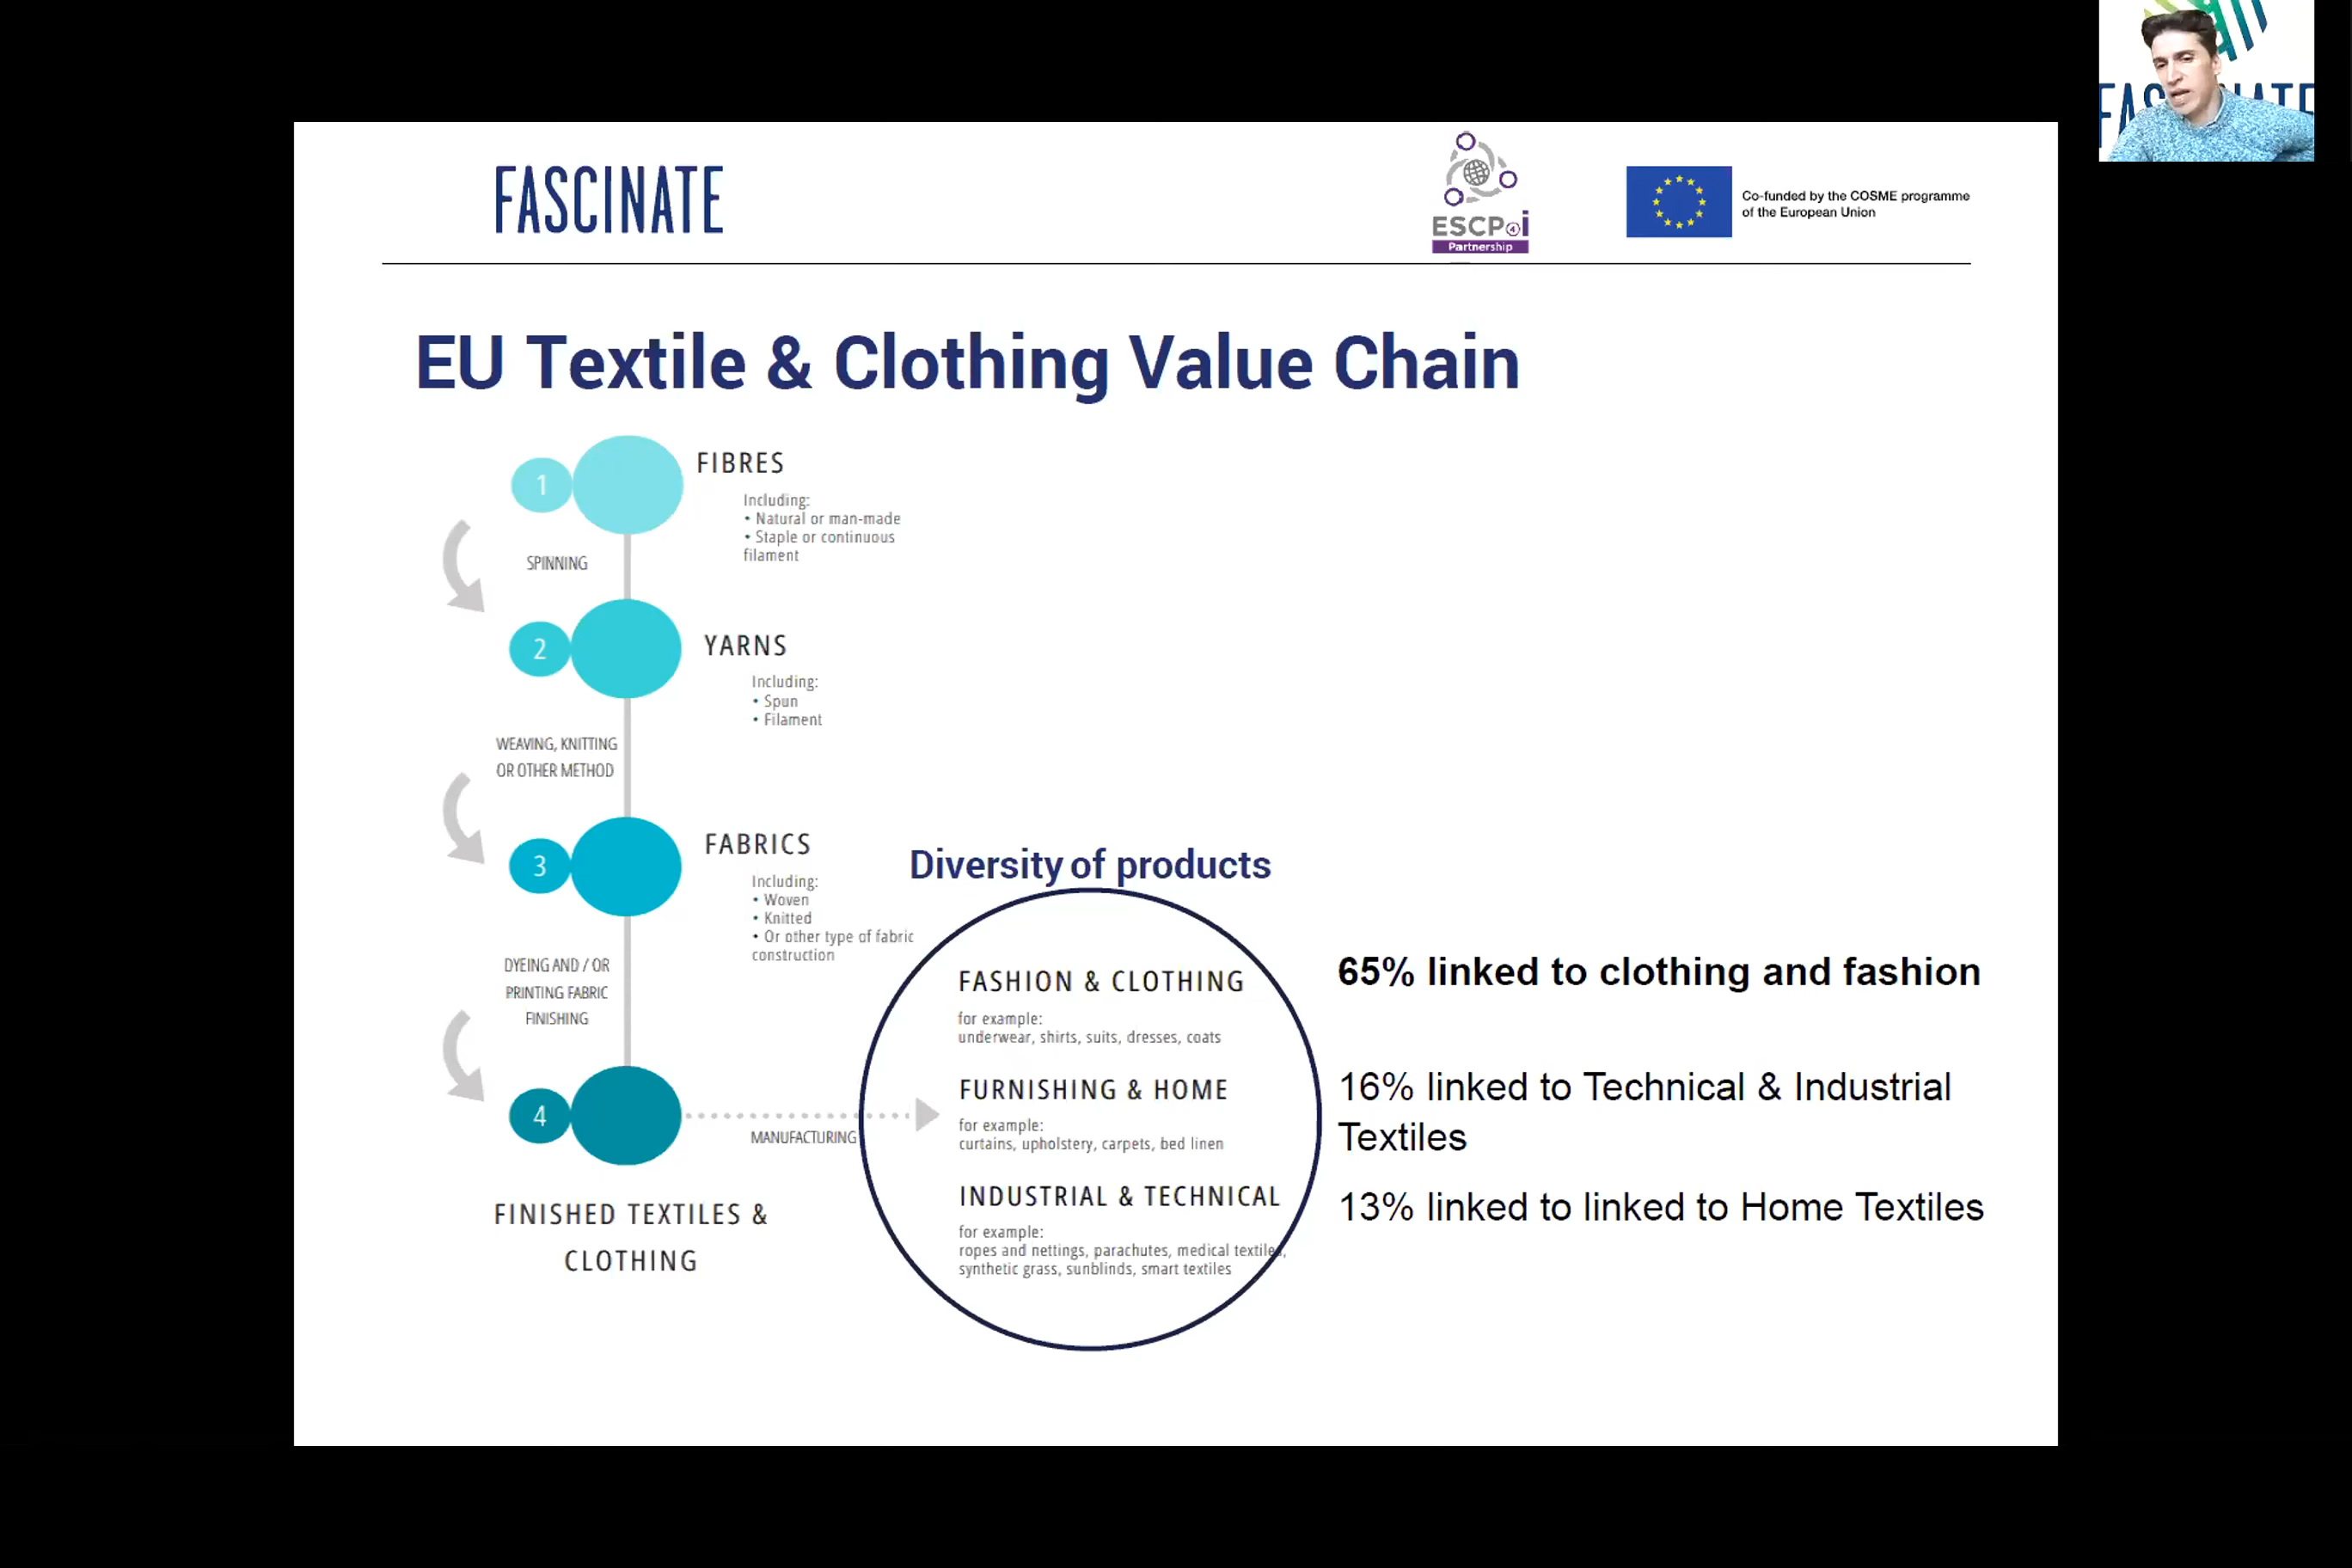 FASCINATE
ESCP4i
Partnership
Co-funded by the COSME programme
of the European Union
EU Textile & Clothing Value Chain
1
FIBRES
Including:
• Natural or man-made
• Staple or continuous
filament
SPINNING
2
YARNS
Including:
• Spun
• Filament
WEAVING, KNITTING
OR OTHER METHOD
3
FABRICS
Including:
• Woven
• Knitted
• Or other type of fabric
construction
DYEING AND / OR
PRINTING FABRIC
FINISHING
4
MANUFACTURING
FINISHED TEXTILES &
CLOTHING
Diversity of products
FASHION & CLOTHING
for example:
underwear, shirts, suits, dresses, coats
FURNISHING & HOME
for example:
curtains, upholstery, carpets, bed linen
INDUSTRIAL & TECHNICAL
for example:
ropes and nettings, parachutes, medical textiles,
synthetic grass, sunblinds, smart textiles
65% linked to clothing and fashion
16% linked to Technical & Industrial
Textiles
13% linked to linked to Home Textiles